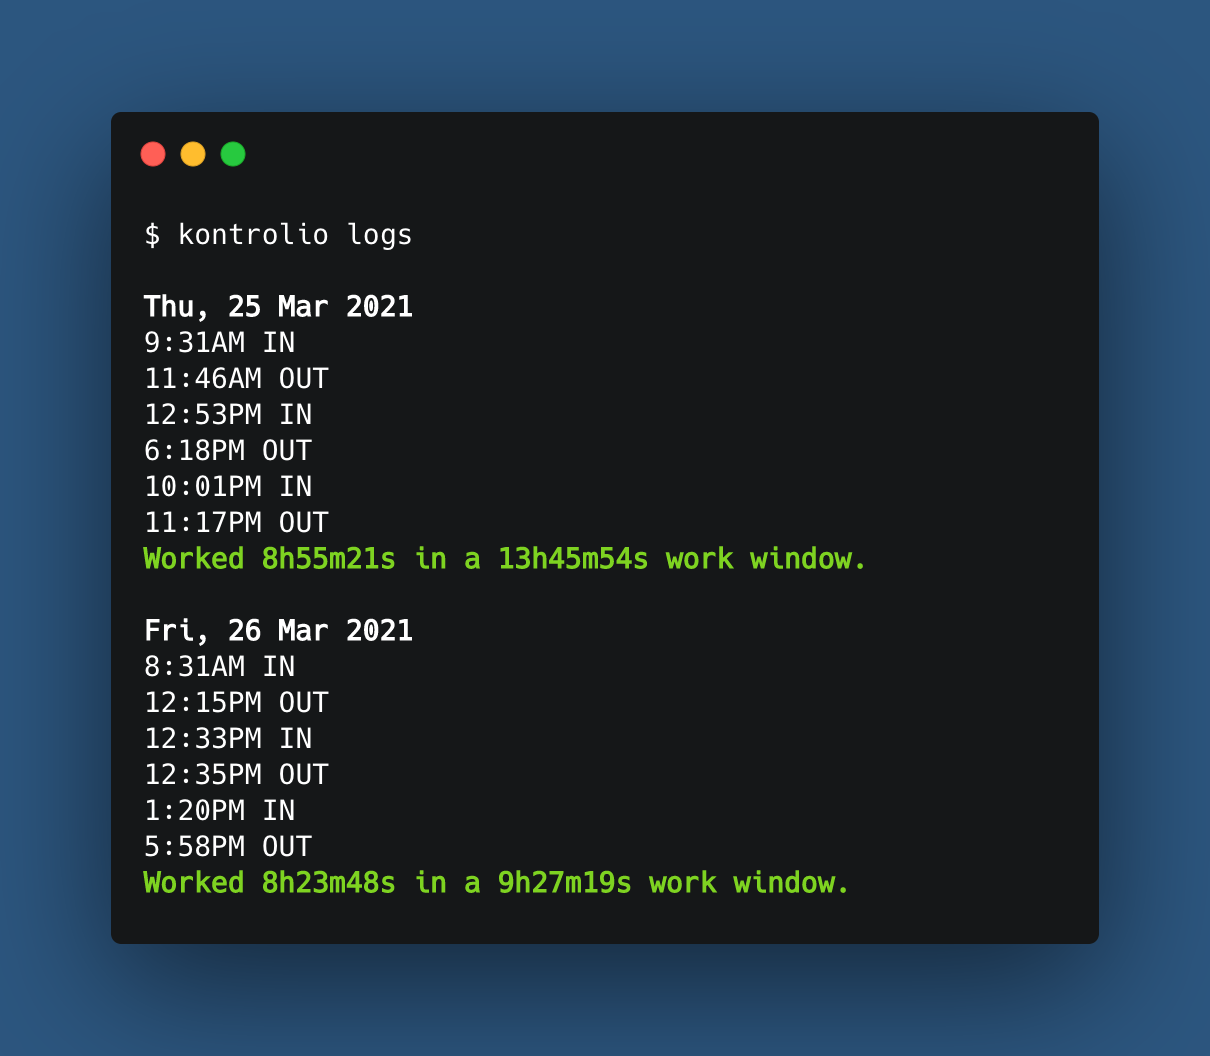 $ kontrolio logs
Thu, 25 Mar 2021
9:31AM IN
11:46AM OUT
12:53PM IN
6:18PM OUT
10:01PM IN
11:17PM OUT
Worked 8h55m21s in a 13h45m54s work window.
Fri, 26 Mar 2021
8:31AM IN
12:15PM OUT
12:33PM IN
12:35PM OUT
1:20PM IN
5:58PM OUT
Worked 8h23m48s in a 9h27m19s work window.